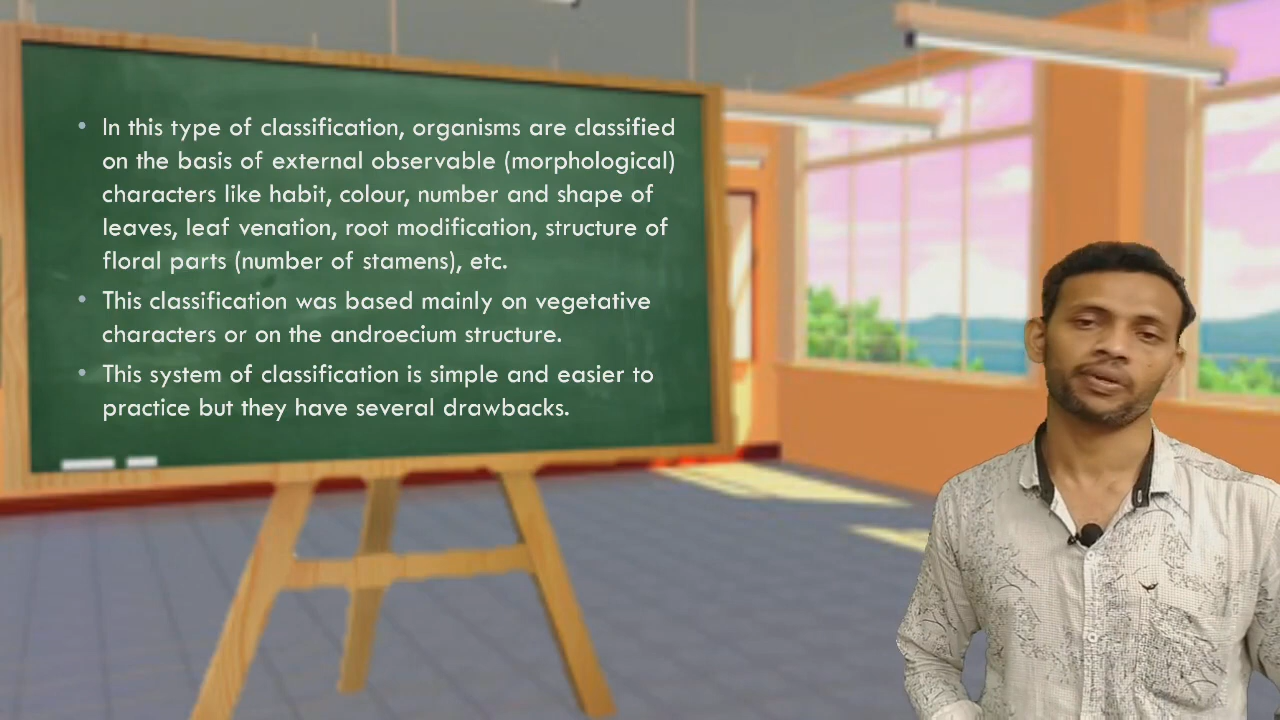 In this type of classification, organisms are classified
on the basis of external observable (morphological)
characters like habit, colour, number and shape of
leaves, leaf venation, root modification, structure of
floral parts (number of stamens), etc.
This classification was based mainly on vegetative
characters or on the androecium structure.
This system of classification is simple and easier to
practice but they have several drawbacks.